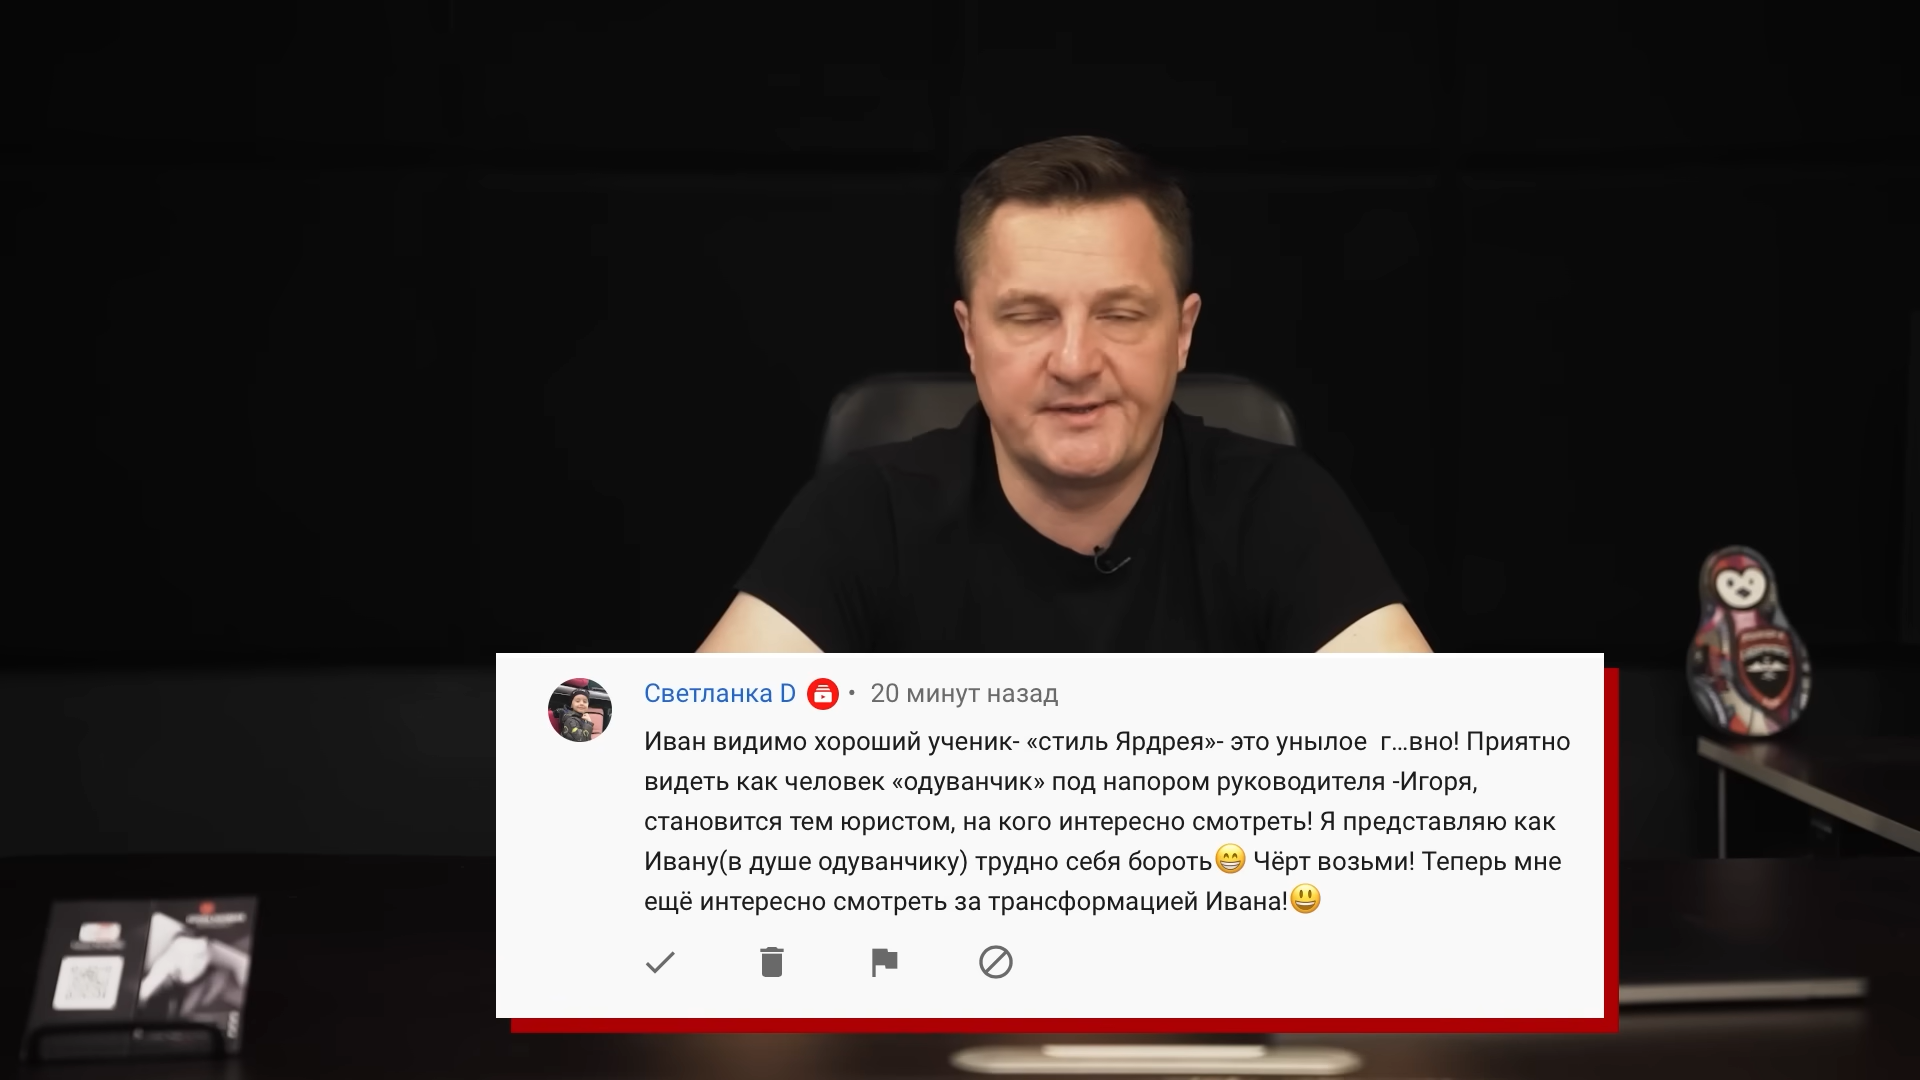 Светланка D • 20 минут назад
Иван видимо хороший ученик- «стиль Ярдрея»- это унылое г...вно! Приятно
видеть как человек «одуванчик» под напором руководителя -Игоря,
становится тем юристом, на кого интересно смотреть! Я представляю как
Ивану(в душе одуванчику) трудно себя бороть😁 Чёрт возьми! Теперь мне
ещё интересно смотреть за трансформацией Ивана!😃